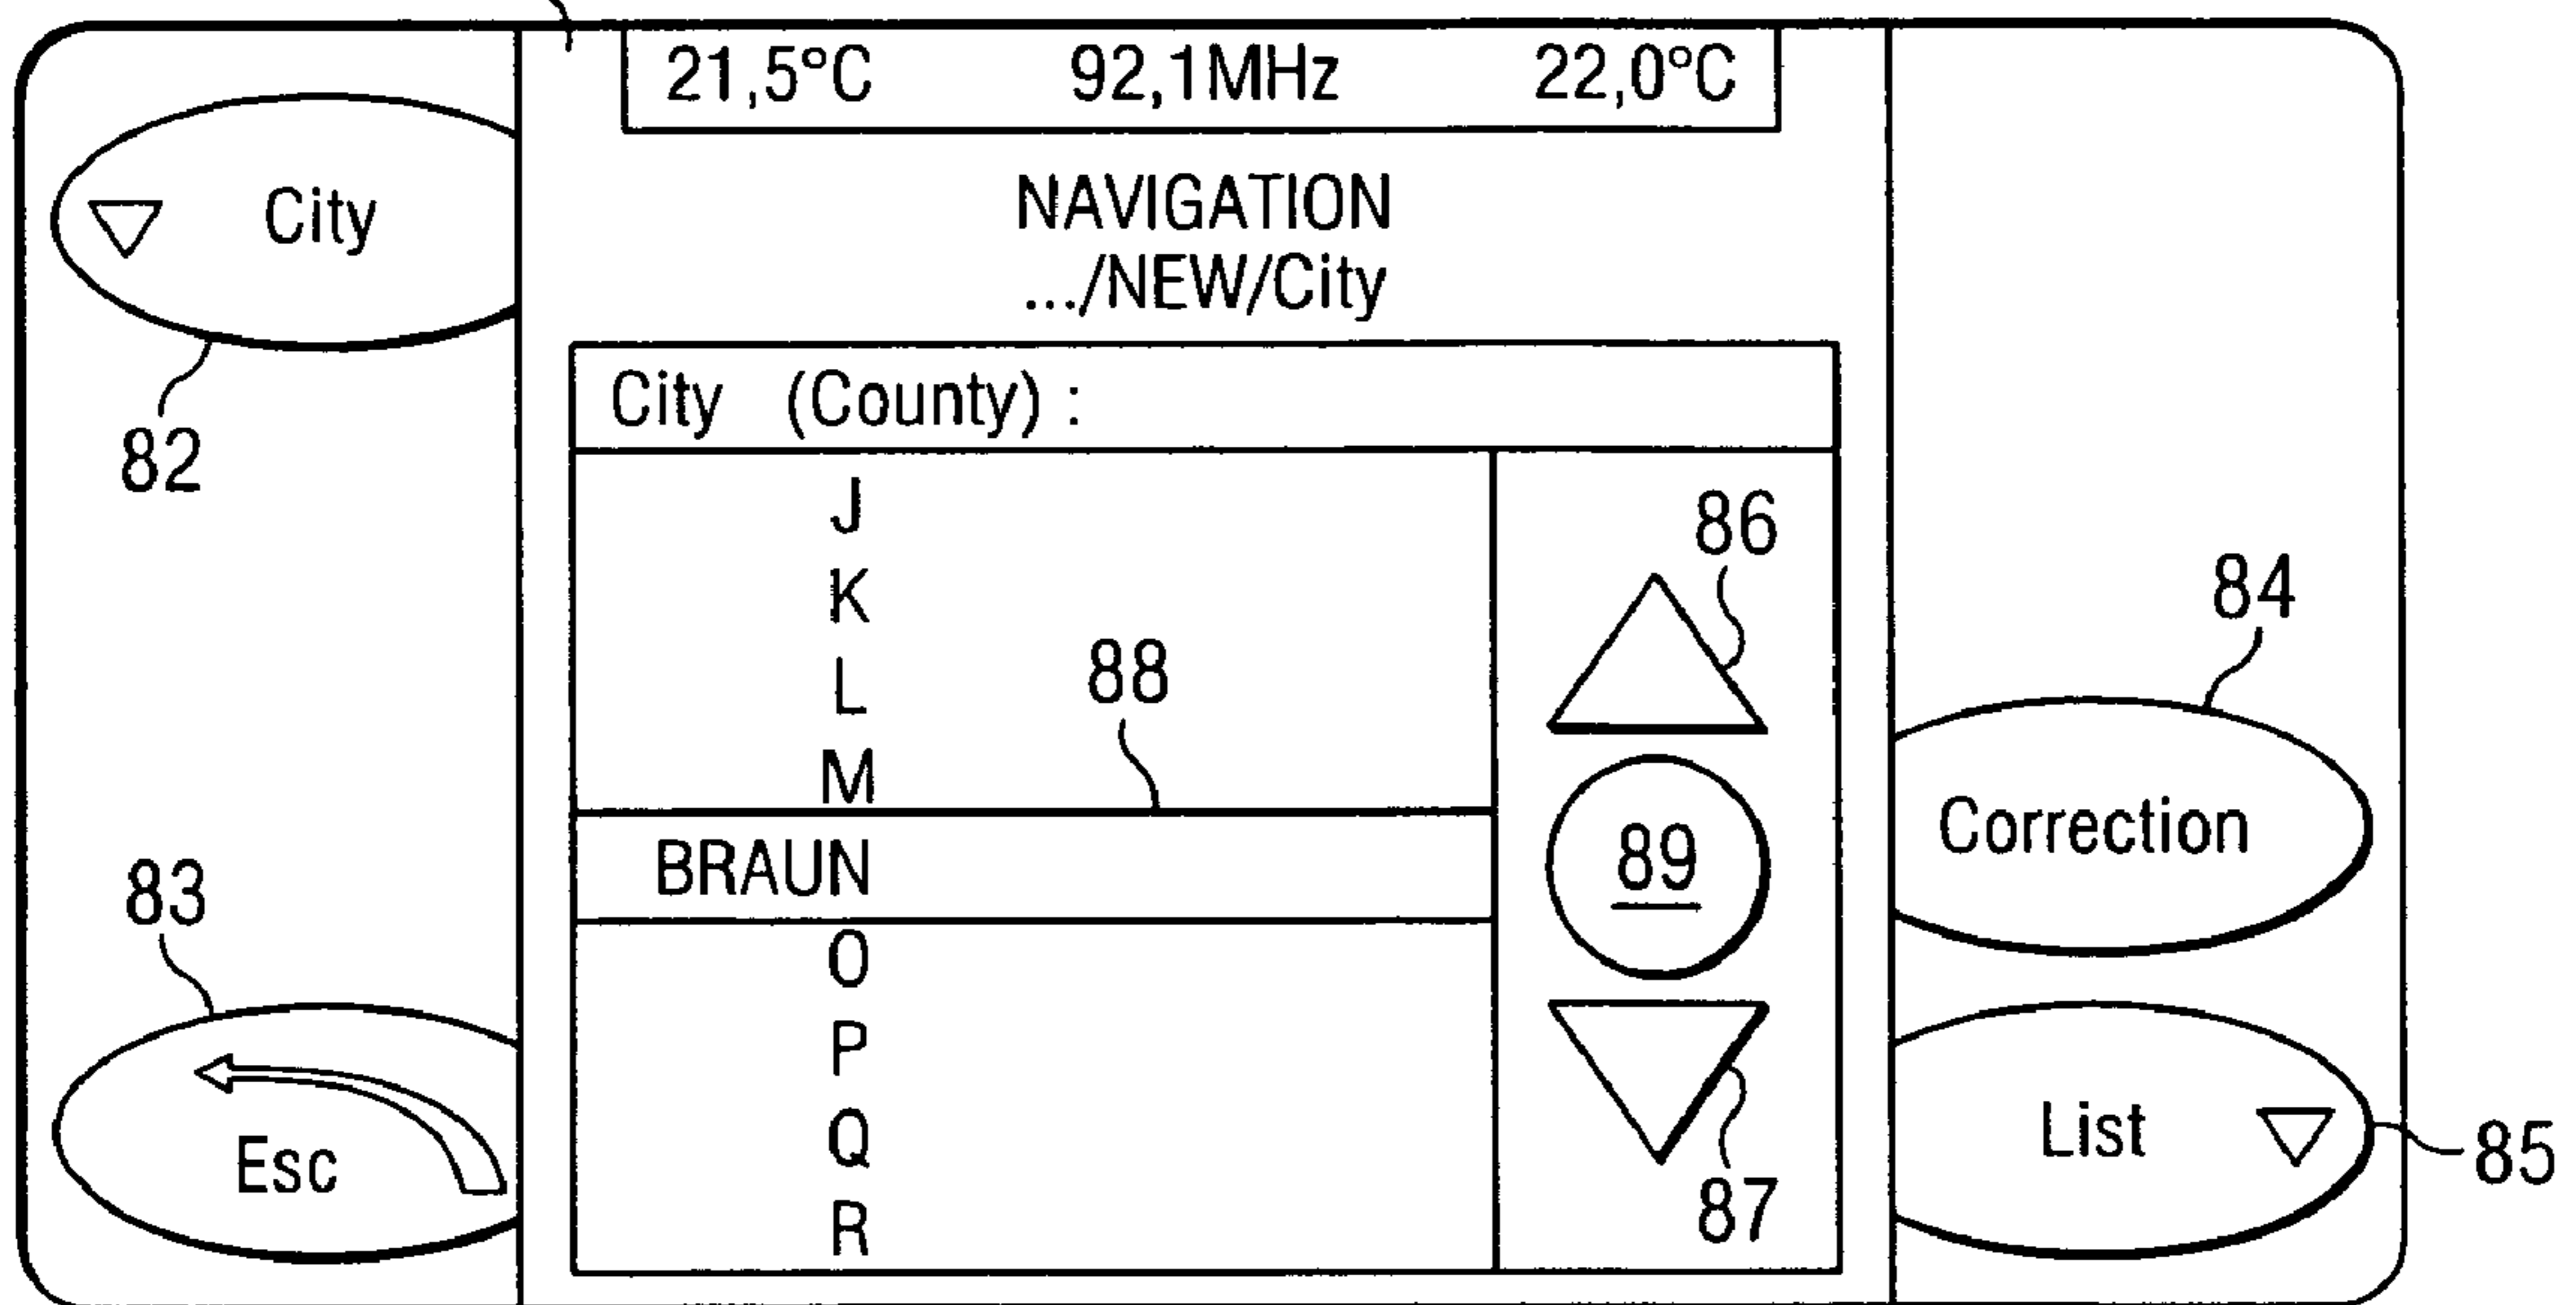 21,5°C 92,1MHz 22,0°C
City
NAVIGATION
.../NEW/City
82
City (County) :
J
K
L
M
88
BRAUN
O
P
Q
R
86
89
87
83
Esc
84
Correction
List
85